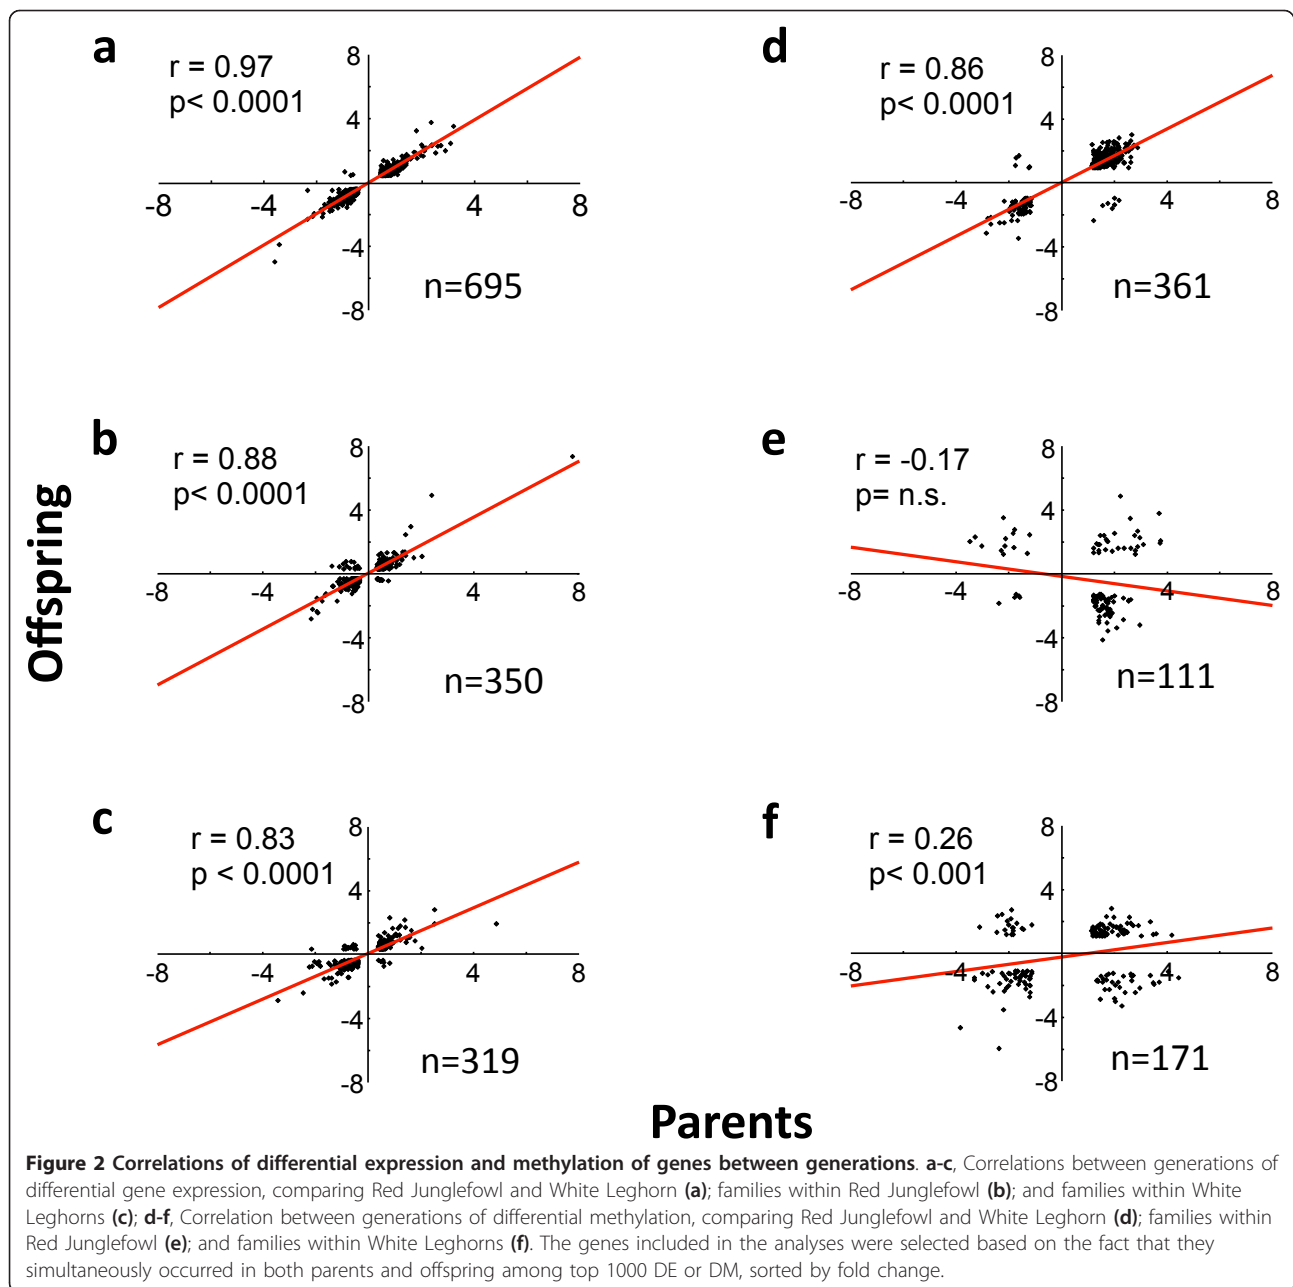 a
r = 0.97
p< 0.0001
8
4
-8
-4
4
8
-4
-8
n=695
d
r = 0.86
p< 0.0001
8
4
-8
-4
4
8
-4
-8
n=361
b
r = 0.88
p< 0.0001
8
4
-8
-4
4
8
-4
-8
n=350
e
r = -0.17
p= n.s.
8
4
-8
-4
4
8
-4
-8
n=111
c
r = 0.83
p < 0.0001
8
4
-8
-4
4
8
-4
-8
n=319
f
r = 0.26
p< 0.001
8
4
-8
-4
4
8
-4
-8
n=171
Offspring
Parents
Figure 2 Correlations of differential expression and methylation of genes between generations. a-c, Correlations between generations of
differential gene expression, comparing Red Junglefowl and White Leghorn (a); families within Red Junglefowl (b); and families within White
Leghorns (c); d-f, Correlation between generations of differential methylation, comparing Red Junglefowl and White Leghorn (d); families within
Red Junglefowl (e); and families within White Leghorns (f). The genes included in the analyses were selected based on the fact that they
simultaneously occurred in both parents and offspring among top 1000 DE or DM, sorted by fold change.